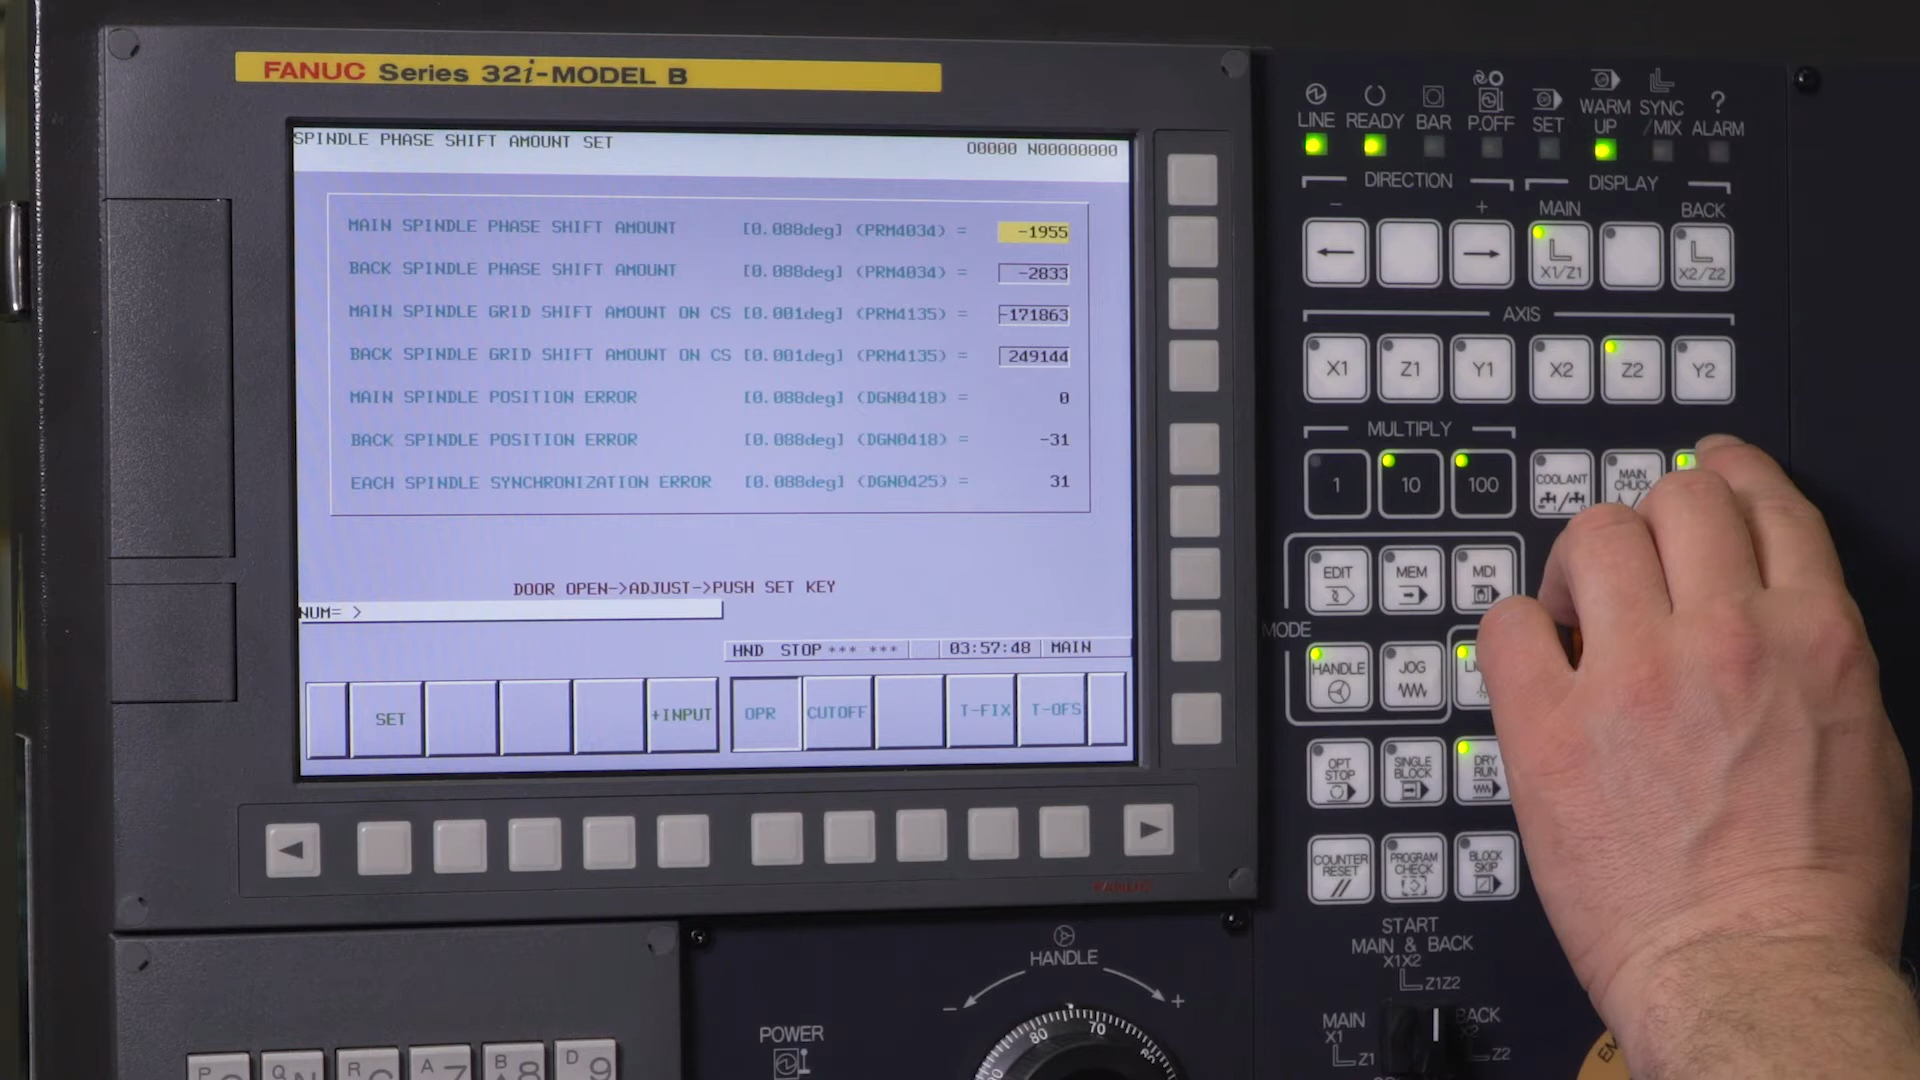 FANUC Series 32i-MODEL B
SPINDLE PHASE SHIFT AMOUNT SET
O0000 N00000000
MAIN SPINDLE PHASE SHIFT AMOUNT [0.088deg] (PRM4034) = -1955
BACK SPINDLE PHASE SHIFT AMOUNT [0.088deg] (PRM4034) = -2833
MAIN SPINDLE GRID SHIFT AMOUNT ON CS [0.001deg] (PRM4135) = -171863
BACK SPINDLE GRID SHIFT AMOUNT ON CS [0.001deg] (PRM4135) = 249144
MAIN SPINDLE POSITION ERROR [0.088deg] (DGN0418) = 0
BACK SPINDLE POSITION ERROR [0.088deg] (DGN0418) = -31
EACH SPINDLE SYNCHRONIZATION ERROR [0.088deg] (DGN0425) = 31
DOOR OPEN->ADJUST->PUSH SET KEY
NUM= >
HND STOP *** *** 03:57:48 MAIN
SET +INPUT OPR CUTOFF T-FIX T-OFS
FANUC
LINE READY BAR P.OFF SET WARM UP SYNC /MIX ? ALARM
DIRECTION DISPLAY
- + MAIN BACK
X1/Z1 X2/Z2
AXIS
X1 Z1 Y1 X2 Z2 Y2
MULTIPLY
1 10 100 COOLANT MAIN CHUCK
EDIT MEM MDI
MODE
HANDLE JOG
OPT STOP SINGLE BLOCK DRY RUN
COUNTER RESET PROGRAM CHECK BLOCK SKIP
START
MAIN & BACK
X1X2
Z1Z2
MAIN BACK
X1 X2
Z1 Z2
HANDLE
- +
80 70
POWER
P Q R A 7 B 8 D 9